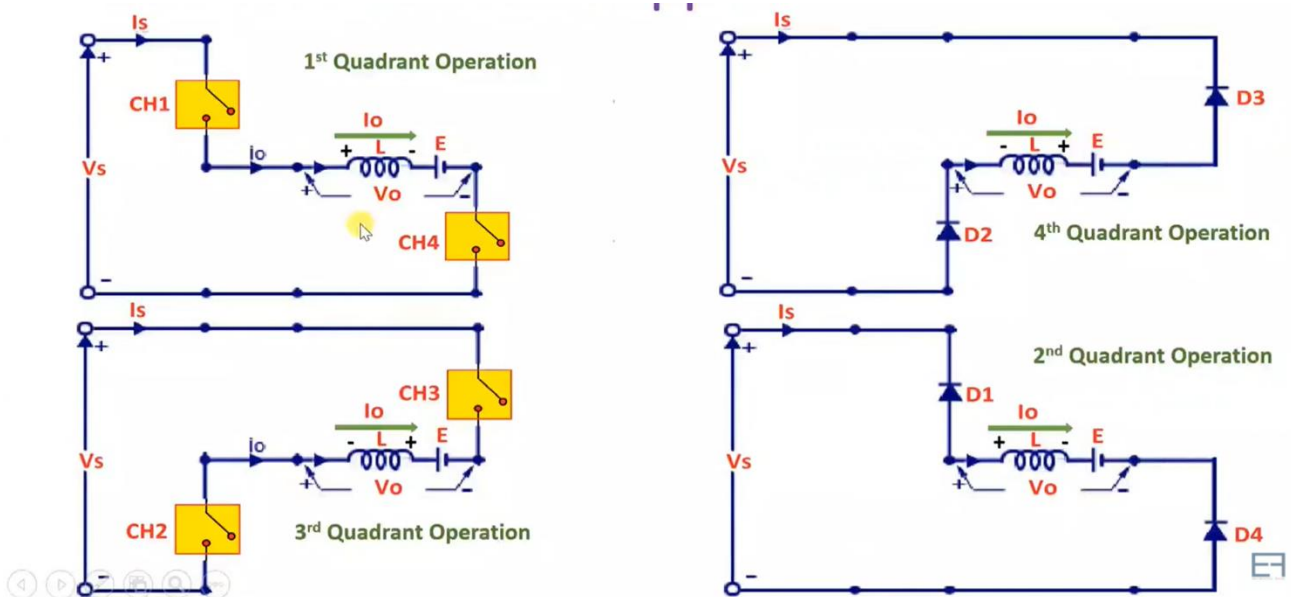 Is
+
1st Quadrant Operation
CH1
Io
io
+ L - E
Vs
+ Vo -
CH4
-
Is
+
D3
Io
- L + E
Vs
+ Vo -
D2
4th Quadrant Operation
-
Is
+
CH3
Io
io
- L + E
Vs
+ Vo -
CH2
3rd Quadrant Operation
-
Is
+
2nd Quadrant Operation
D1
Io
+ L - E
Vs
+ Vo -
D4
-